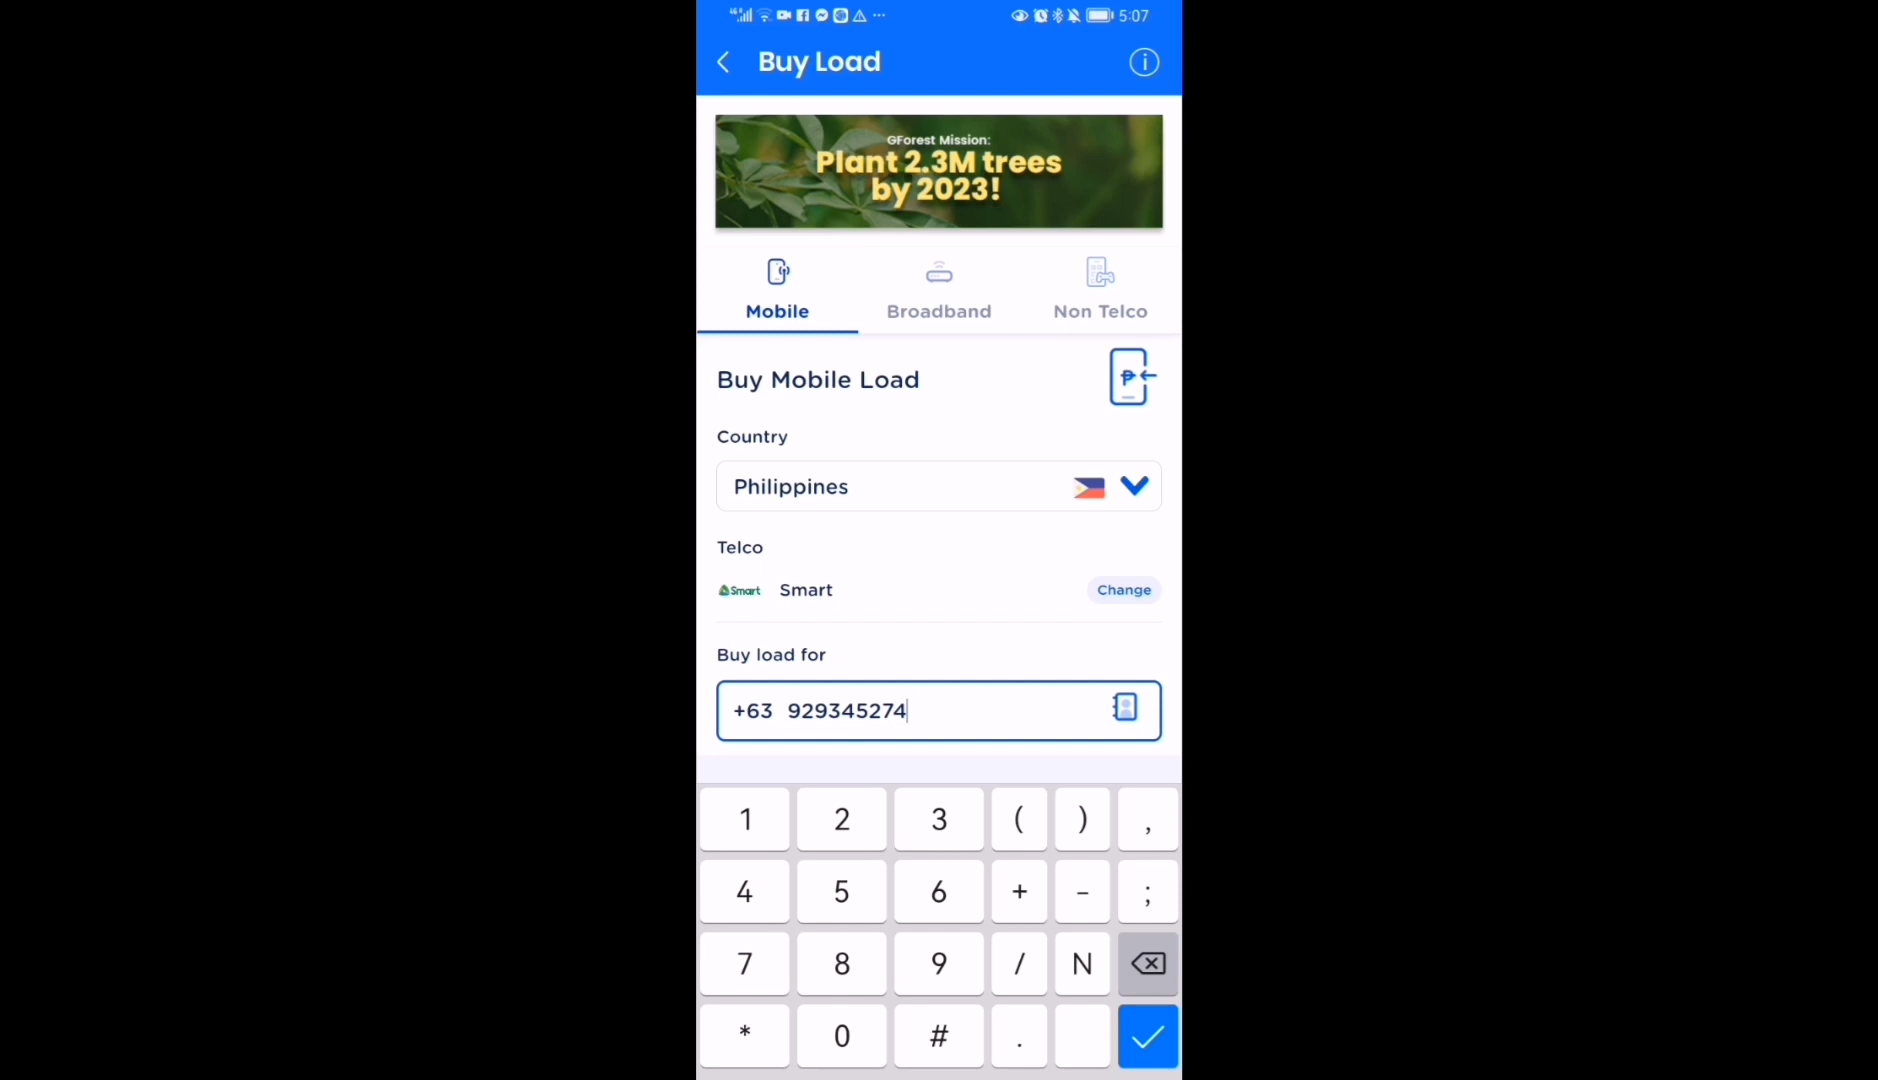 5:07
Buy Load
GForest Mission:
Plant 2.3M trees
by 2023!
Mobile
Broadband
Non Telco
Buy Mobile Load
Country
Philippines
Telco
Smart Smart
Change
Buy load for
+63 929345274
1 2 3 ( ) ,
4 5 6 + - ;
7 8 9 / N
* 0 # .